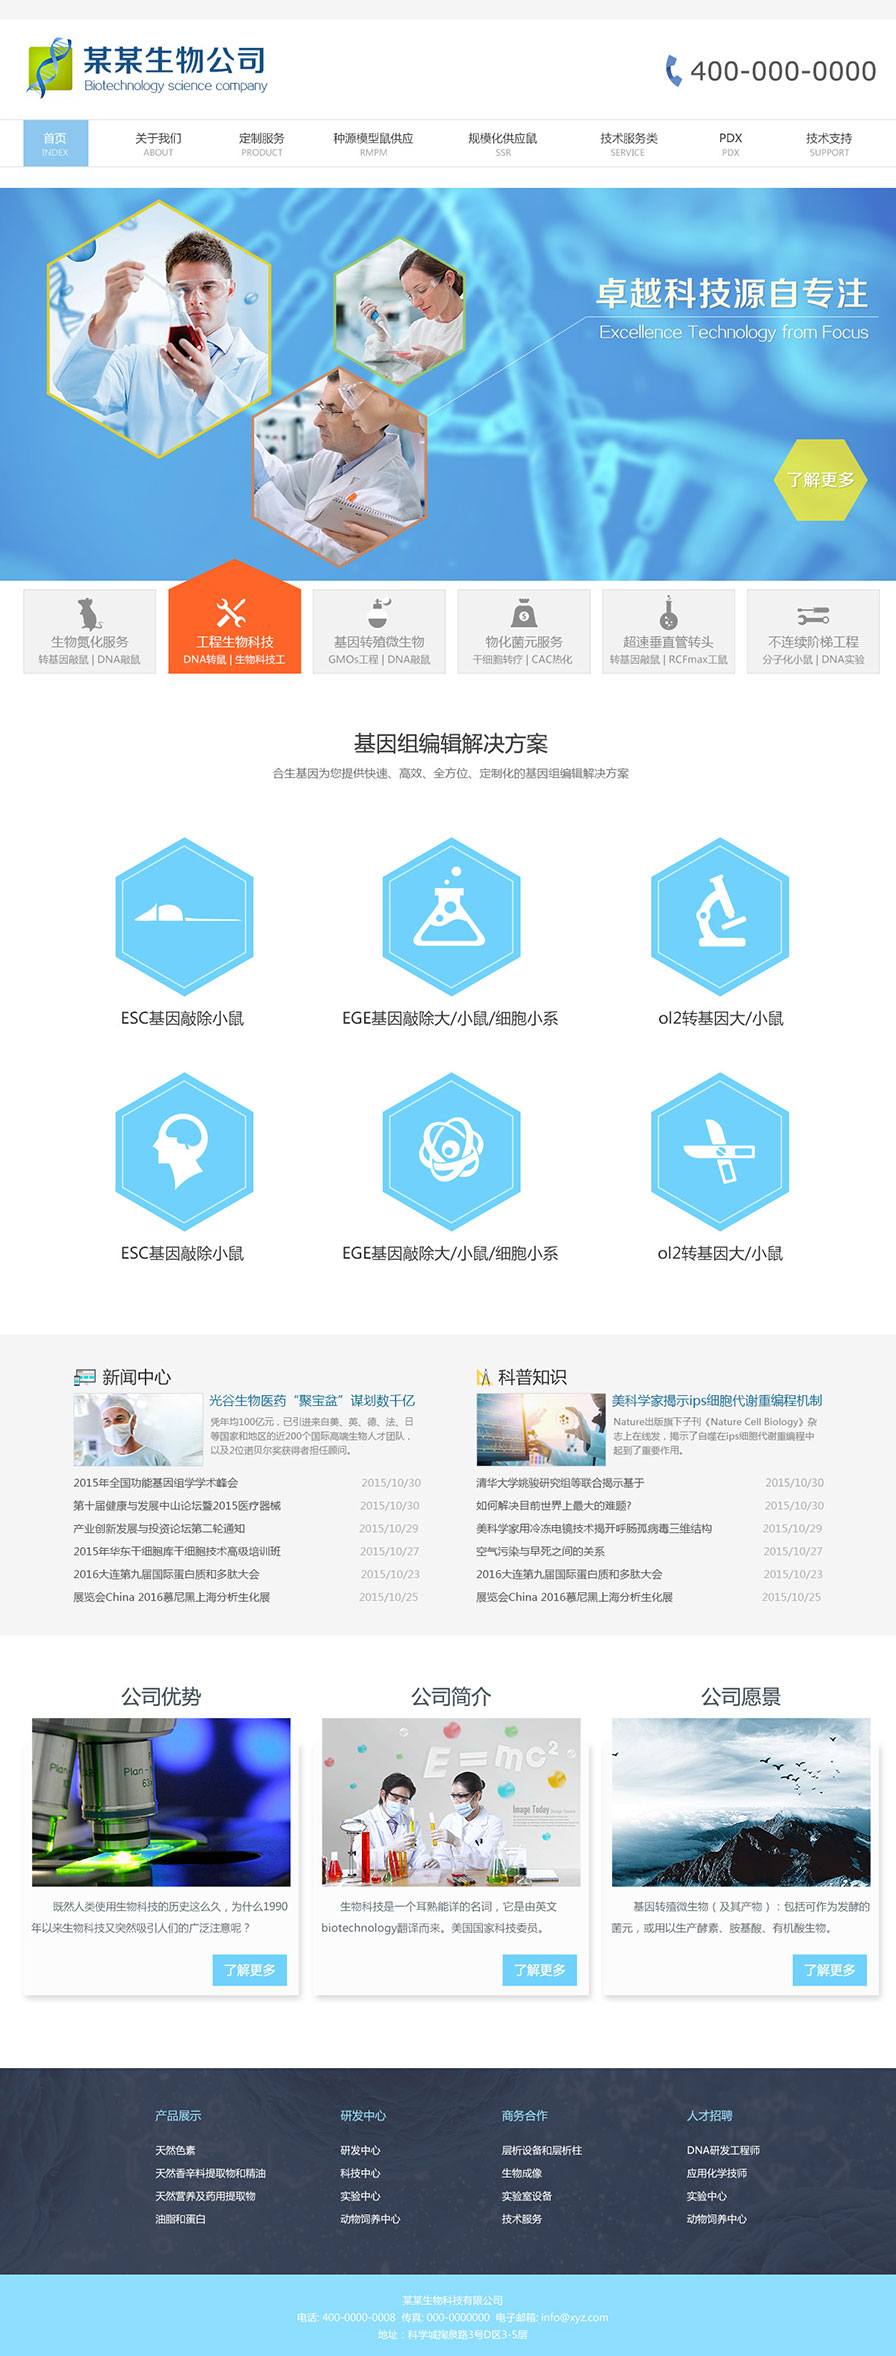 某某生物公司
Biotechnology science company
400-000-0000
首页
INDEX
关于我们
ABOUT
定制服务
PRODUCT
种源模型鼠供应
RMPM
规模化供应鼠
SSR
技术服务类
SERVICE
PDX
PDX
技术支持
SUPPORT
卓越科技源自专注
Excellence Technology from Focus
了解更多
生物氮化服务
转基因敲鼠 | DNA敲鼠
工程生物科技
DNA转鼠 | 生物科技工
基因转殖微生物
GMOs工程 | DNA敲鼠
物化菌元服务
干细胞转疗 | CAC热化
超速垂直管转头
转基因敲鼠 | RCFmax工鼠
不连续阶梯工程
分子化小鼠 | DNA实验
基因组编辑解决方案
合生基因为您提供快速、高效、全方位、定制化的基因组编辑解决方案
ESC基因敲除小鼠
EGE基因敲除大/小鼠/细胞小系
ol2转基因大/小鼠
ESC基因敲除小鼠
EGE基因敲除大/小鼠/细胞小系
ol2转基因大/小鼠
新闻中心
光谷生物医药“聚宝盆”谋划数千亿
凭年均100亿元，已引进来自美、英、德、法、日
等国家和地区的近200个国际高端生物人才团队，
以及2位诺贝尔奖获得者担任顾问。
2015年全国功能基因组学学术峰会 2015/10/30
第十届健康与发展中山论坛暨2015医疗器械 2015/10/30
产业创新发展与投资论坛第二轮通知 2015/10/29
2015年华东干细胞库干细胞技术高级培训班 2015/10/27
2016大连第九届国际蛋白质和多肽大会 2015/10/23
展览会China 2016慕尼黑上海分析生化展 2015/10/25
科普知识
美科学家揭示ips细胞代谢重编程机制
Nature出版旗下子刊《Nature Cell Biology》杂
志上在线发，揭示了自噬在ips细胞代谢重编程中
起到了重要作用。
清华大学姚骏研究组等联合揭示基于 2015/10/30
如何解决目前世界上最大的难题? 2015/10/30
美科学家用冷冻电镜技术揭开呼肠孤病毒三维结构 2015/10/29
空气污染与早死之间的关系 2015/10/27
2016大连第九届国际蛋白质和多肽大会 2015/10/23
展览会China 2016慕尼黑上海分析生化展 2015/10/25
公司优势
Plan
Plan
63x
既然人类使用生物科技的历史这么久，为什么1990
年以来生物科技又突然吸引人们的广泛注意呢？
了解更多
公司简介
E=mc2
Image Today
生物科技是一个耳熟能详的名词，它是由英文
biotechnology翻译而来。美国国家科技委员。
了解更多
公司愿景
基因转殖微生物（及其产物）：包括可作为发酵的
菌元，或用以生产酵素、胺基酸、有机酸生物。
了解更多
产品展示
天然色素
天然香辛料提取物和精油
天然营养及药用提取物
油脂和蛋白
研发中心
研发中心
科技中心
实验中心
动物饲养中心
商务合作
层析设备和层析柱
生物成像
实验室设备
技术服务
人才招聘
DNA研发工程师
应用化学技师
实验中心
动物饲养中心
某某生物科技有限公司
电话: 400-0000-0008 传真: 000-0000000 电子邮箱: info@xyz.com
地址：科学城掬泉路3号D区3-5层